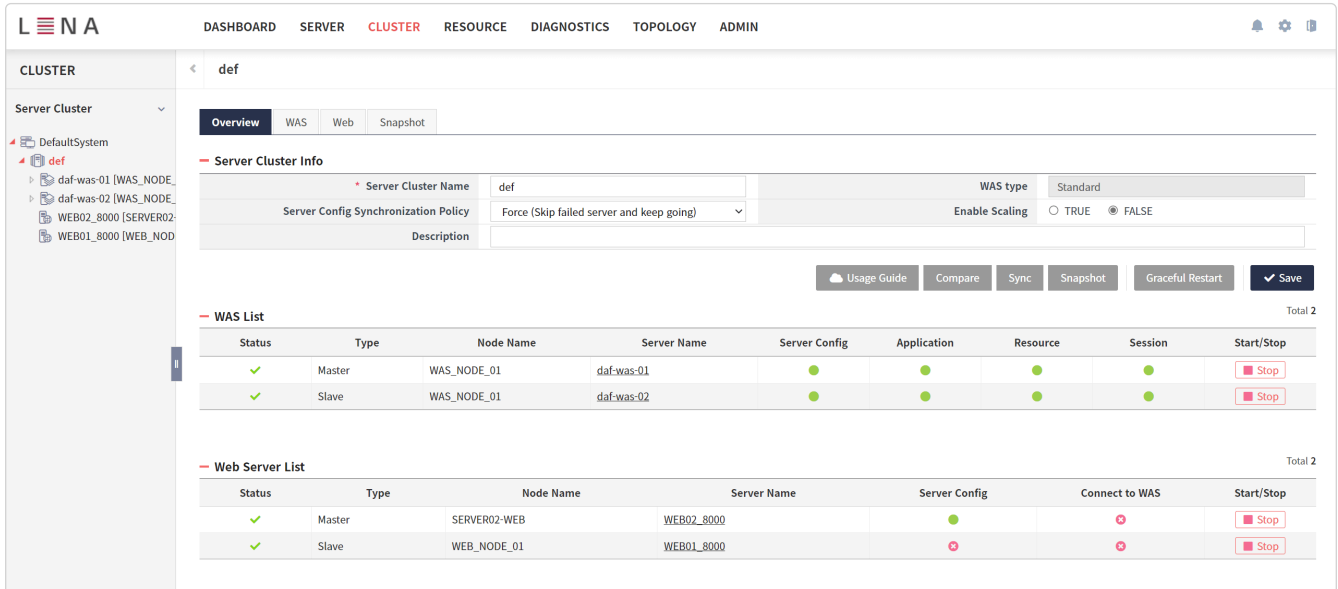 LENA
DASHBOARD SERVER CLUSTER RESOURCE DIAGNOSTICS TOPOLOGY ADMIN
CLUSTER
def
Server Cluster
DefaultSystem
def
daf-was-01 [WAS_NODE_
daf-was-02 [WAS_NODE_
WEB02_8000 [SERVER02-
WEB01_8000 [WEB_NOD
Overview WAS Web Snapshot
Server Cluster Info
* Server Cluster Name def WAS type Standard
Server Config Synchronization Policy Force (Skip failed server and keep going) Enable Scaling TRUE FALSE
Description
Usage Guide Compare Sync Snapshot Graceful Restart Save
WAS List Total 2
Status Type Node Name Server Name Server Config Application Resource Session Start/Stop
Master WAS_NODE_01 daf-was-01 Stop
Slave WAS_NODE_01 daf-was-02 Stop
Web Server List Total 2
Status Type Node Name Server Name Server Config Connect to WAS Start/Stop
Master SERVER02-WEB WEB02_8000 Stop
Slave WEB_NODE_01 WEB01_8000 Stop